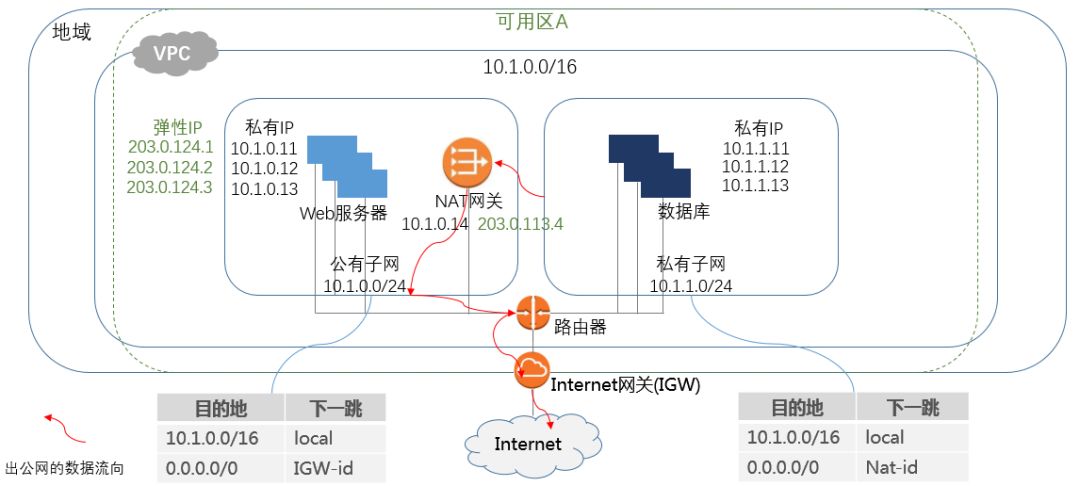 地域
可用区A
VPC
10.1.0.0/16
弹性IP
203.0.124.1
203.0.124.2
203.0.124.3
私有IP
10.1.0.11
10.1.0.12
10.1.0.13
Web服务器
NAT网关
10.1.0.14 203.0.113.4
公有子网
10.1.0.0/24
私有IP
10.1.1.11
10.1.1.12
10.1.1.13
数据库
私有子网
10.1.1.0/24
路由器
Internet网关(IGW)
Internet
目的地 下一跳
10.1.0.0/16 local
0.0.0.0/0 IGW-id
目的地 下一跳
10.1.0.0/16 local
0.0.0.0/0 Nat-id
出公网的数据流向